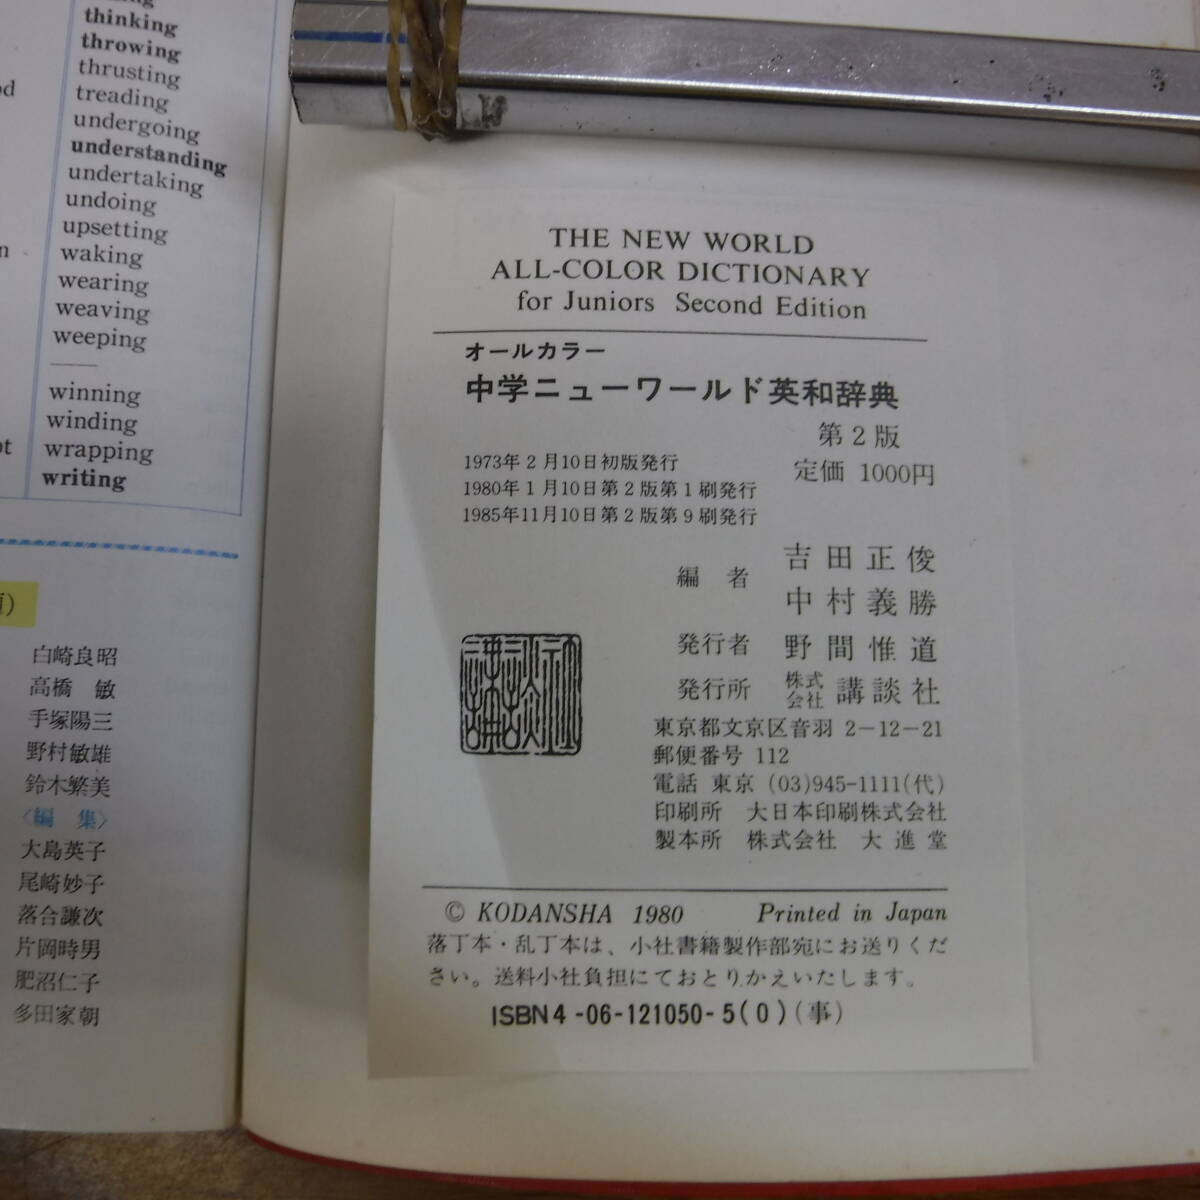 thinking
throwing
thrusting
treading
undergoing
understanding
undertaking
undoing
upsetting
waking
wearing
weaving
weeping
winning
winding
wrapping
writing
白崎良昭
高橋 敏
手塚陽三
野村敏雄
鈴木繁美
〈編 集〉
大島英子
尾崎妙子
落合謙次
片岡時男
肥沼仁子
多田家朝
THE NEW WORLD
ALL-COLOR DICTIONARY
for Juniors Second Edition
オールカラー
中学ニューワールド英和辞典
第2版
定価 1000円
1973年2月10日初版発行
1980年1月10日第2版第1刷発行
1985年11月10日第2版第9刷発行
編 者 吉田正俊
中村義勝
発行者 野間惟道
発行所 株式会社 講談社
東京都文京区音羽 2-12-21
郵便番号 112
電話 東京 (03)945-1111(代)
印刷所 大日本印刷株式会社
製本所 株式会社 大進堂
© KODANSHA 1980 Printed in Japan
落丁本・乱丁本は、小社書籍製作部宛にお送りくだ
さい。送料小社負担にておとりかえいたします。
ISBN4-06-121050-5(0)(事)